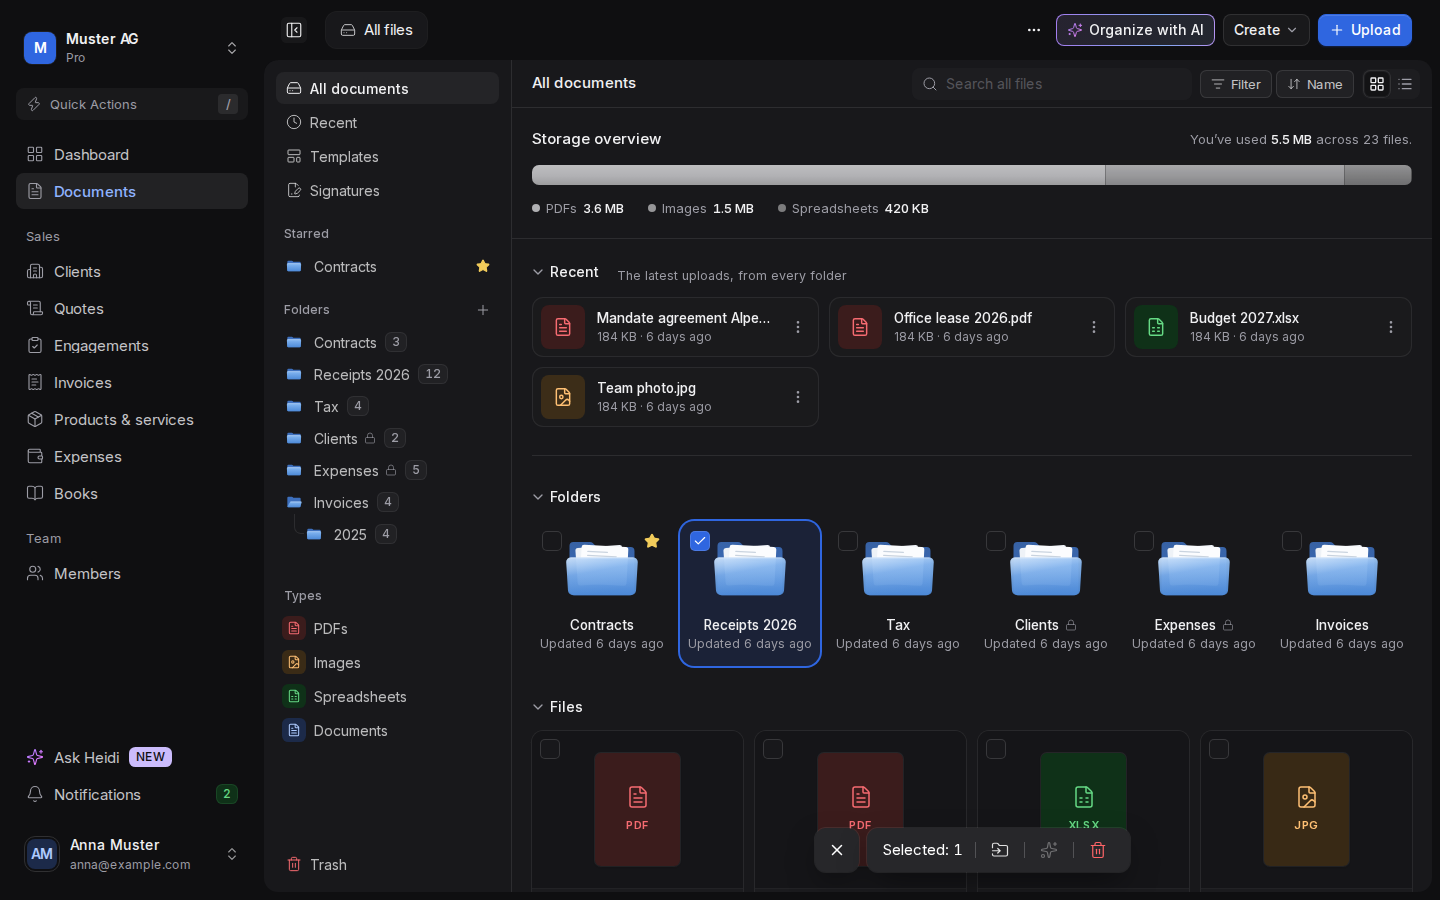 M
Muster AG
Pro
Quick Actions
/
Dashboard
Documents
Sales
Clients
Quotes
Engagements
Invoices
Products & services
Expenses
Books
Team
Members
Ask Heidi NEW
Notifications 2
AM
Anna Muster
anna@example.com
All files
Organize with AI
Create
Upload
All documents
Recent
Templates
Signatures
Starred
Contracts
Folders
Contracts 3
Receipts 2026 12
Tax 4
Clients 2
Expenses 5
Invoices 4
2025 4
Types
PDFs
Images
Spreadsheets
Documents
Trash
All documents
Search all files
Filter
Name
Storage overview
You've used 5.5 MB across 23 files.
PDFs 3.6 MB
Images 1.5 MB
Spreadsheets 420 KB
Recent
The latest uploads, from every folder
Mandate agreement Alpe...
184 KB · 6 days ago
Office lease 2026.pdf
184 KB · 6 days ago
Budget 2027.xlsx
184 KB · 6 days ago
Team photo.jpg
184 KB · 6 days ago
Folders
Contracts
Updated 6 days ago
Receipts 2026
Updated 6 days ago
Tax
Updated 6 days ago
Clients
Updated 6 days ago
Expenses
Updated 6 days ago
Invoices
Updated 6 days ago
Files
PDF
PDF
XLSX
JPG
Selected: 1